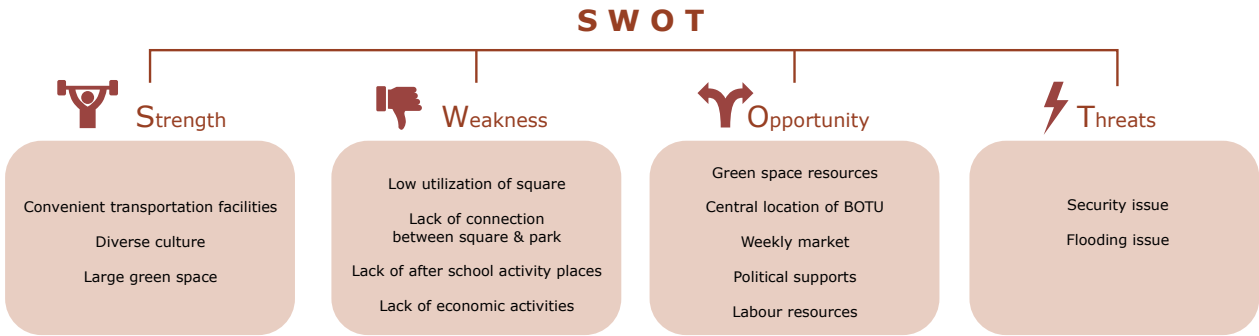 SWOT
Strength
Convenient transportation facilities
Diverse culture
Large green space
Weakness
Low utilization of square
Lack of connection
between square & park
Lack of after school activity places
Lack of economic activities
Opportunity
Green space resources
Central location of BOTU
Weekly market
Political supports
Labour resources
Threats
Security issue
Flooding issue